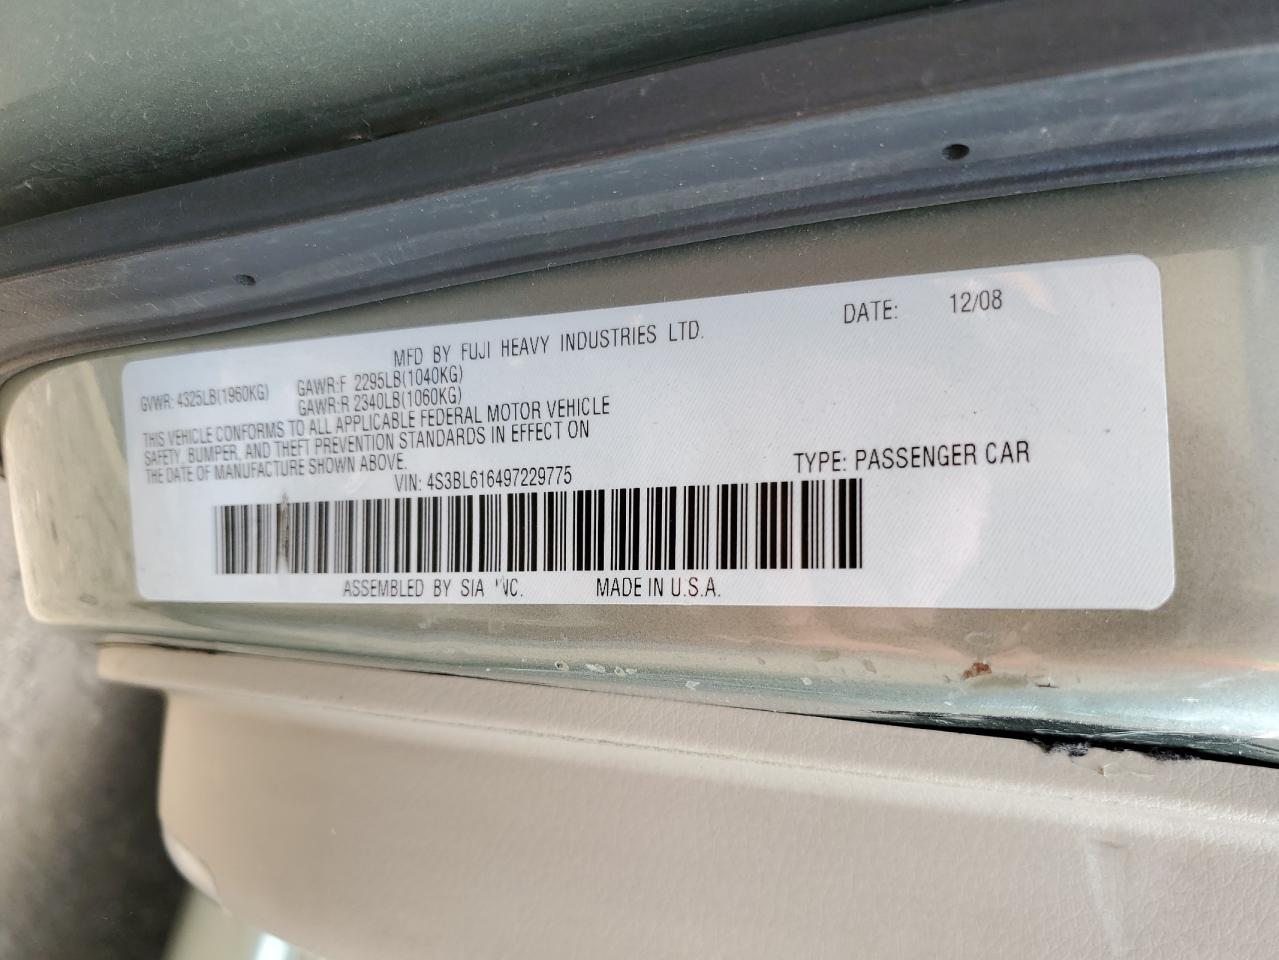 MFD BY FUJI HEAVY INDUSTRIES LTD. DATE: 12/08
GVWR: 4325LB(1960KG) GAWR:F 2295LB(1040KG)
GAWR:R 2340LB(1060KG)
THIS VEHICLE CONFORMS TO ALL APPLICABLE FEDERAL MOTOR VEHICLE
SAFETY, BUMPER, AND THEFT PREVENTION STANDARDS IN EFFECT ON
THE DATE OF MANUFACTURE SHOWN ABOVE.
VIN: 4S3BL616497229775 TYPE: PASSENGER CAR
ASSEMBLED BY SIA INC. MADE IN U.S.A.